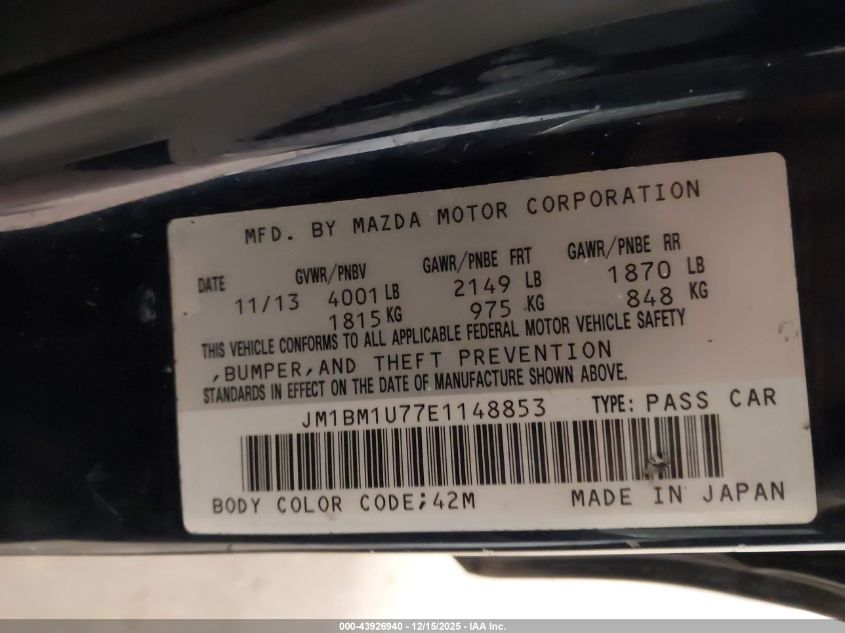 MFD. BY MAZDA MOTOR CORPORATION
DATE GVWR/PNBV GAWR/PNBE FRT GAWR/PNBE RR
11/13 4001 LB 2149 LB 1870 LB
1815 KG 975 KG 848 KG
THIS VEHICLE CONFORMS TO ALL APPLICABLE FEDERAL MOTOR VEHICLE SAFETY
,BUMPER,AND THEFT PREVENTION
STANDARDS IN EFFECT ON THE DATE OF MANUFACTURE SHOWN ABOVE.
JM1BM1U77E1148853 TYPE: PASS CAR
BODY COLOR CODE;42M MADE IN JAPAN
000-43926940 - 12/15/2025 - IAA Inc.